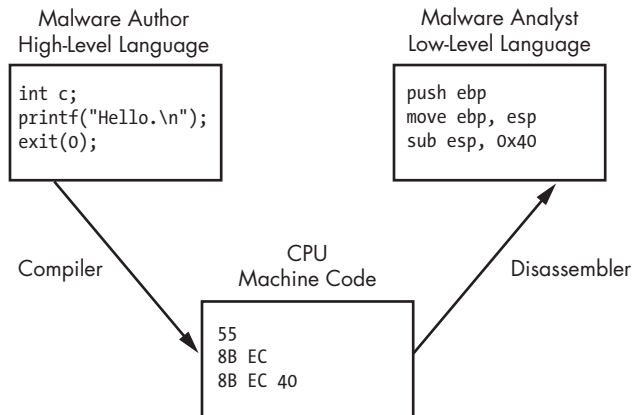 Malware Author
High-Level Language
int c;
printf("Hello.\n");
exit(0);
Malware Analyst
Low-Level Language
push ebp
move ebp, esp
sub esp, 0x40
Compiler
CPU
Machine Code
55
8B EC
8B EC 40
Disassembler